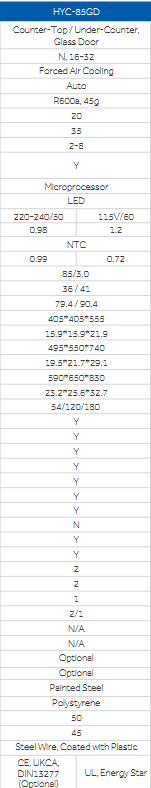 HYC-85GD
Counter-Top / Under-Counter,
Glass Door
N, 16-32
Forced Air Cooling
Auto
R600a, 45g
20
35
2-8
Y
Microprocessor
LED
220-240/50 115V/60
0.98 1.2
NTC
0.99 0.72
85/3.0
36 / 41
79.4 / 90.4
405*405*555
15.9*15.9*21.9
495*550*740
19.5*21.7*29.1
590*650*830
23.2*25.6*32.7
54/120/180
Y
Y
Y
Y
Y
Y
Y
N
Y
Y
2
2
1
2/1
N/A
N/A
Optional
Optional
Painted Steel
Polystyrene
50
45
Steel Wire, Coated with Plastic
CE, UKCA,
DIN13277
(Optional)
UL, Energy Star